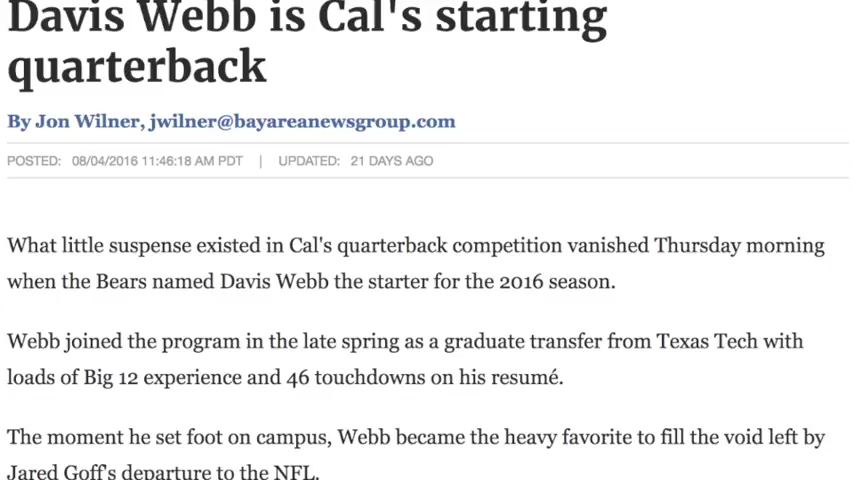 Davis Webb is Cal's starting
quarterback
By Jon Wilner, jwilner@bayareanewsgroup.com
POSTED: 08/04/2016 11:46:18 AM PDT | UPDATED: 21 DAYS AGO
What little suspense existed in Cal's quarterback competition vanished Thursday morning
when the Bears named Davis Webb the starter for the 2016 season.
Webb joined the program in the late spring as a graduate transfer from Texas Tech with
loads of Big 12 experience and 46 touchdowns on his resumé.
The moment he set foot on campus, Webb became the heavy favorite to fill the void left by
Jared Goff's departure to the NFL.